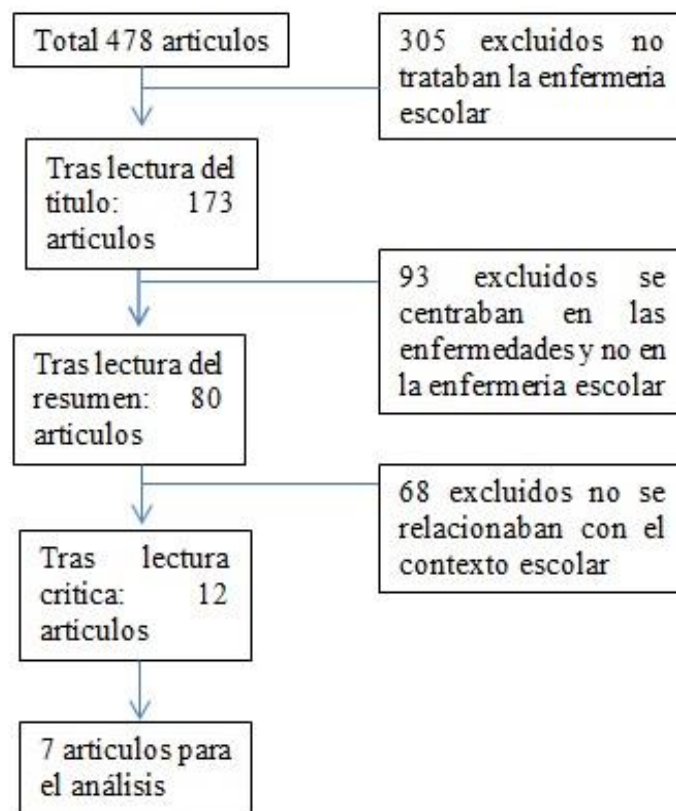 Total 478 articulos
305 excluidos no
trataban la enfermeria
escolar
Tras lectura del
titulo: 173
articulos
93 excluidos se
centraban en las
enfermedades y no en
la enfermeria escolar
Tras lectura del
resumen: 80
articulos
68 excluidos no se
relacionaban con el
contexto escolar
Tras lectura
critica: 12
articulos
7 articulos para
el análisis